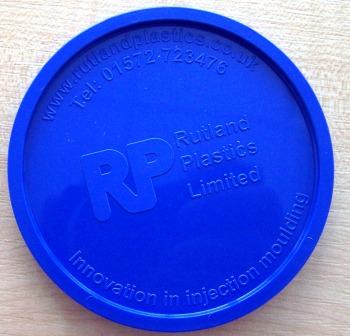 www.rutlandplastics.co.uk
Tel: 01572-723476
RP
Rutland
Plastics
Limited
Innovation in injection moulding